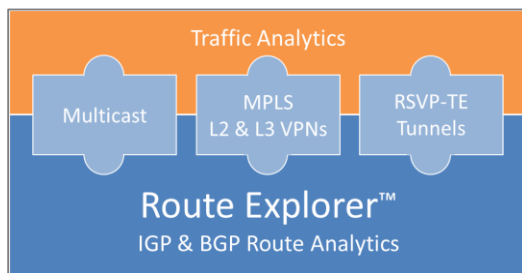 Traffic Analytics
Multicast
MPLS
L2 & L3 VPNs
RSVP-TE
Tunnels
Route Explorer™
IGP & BGP Route Analytics